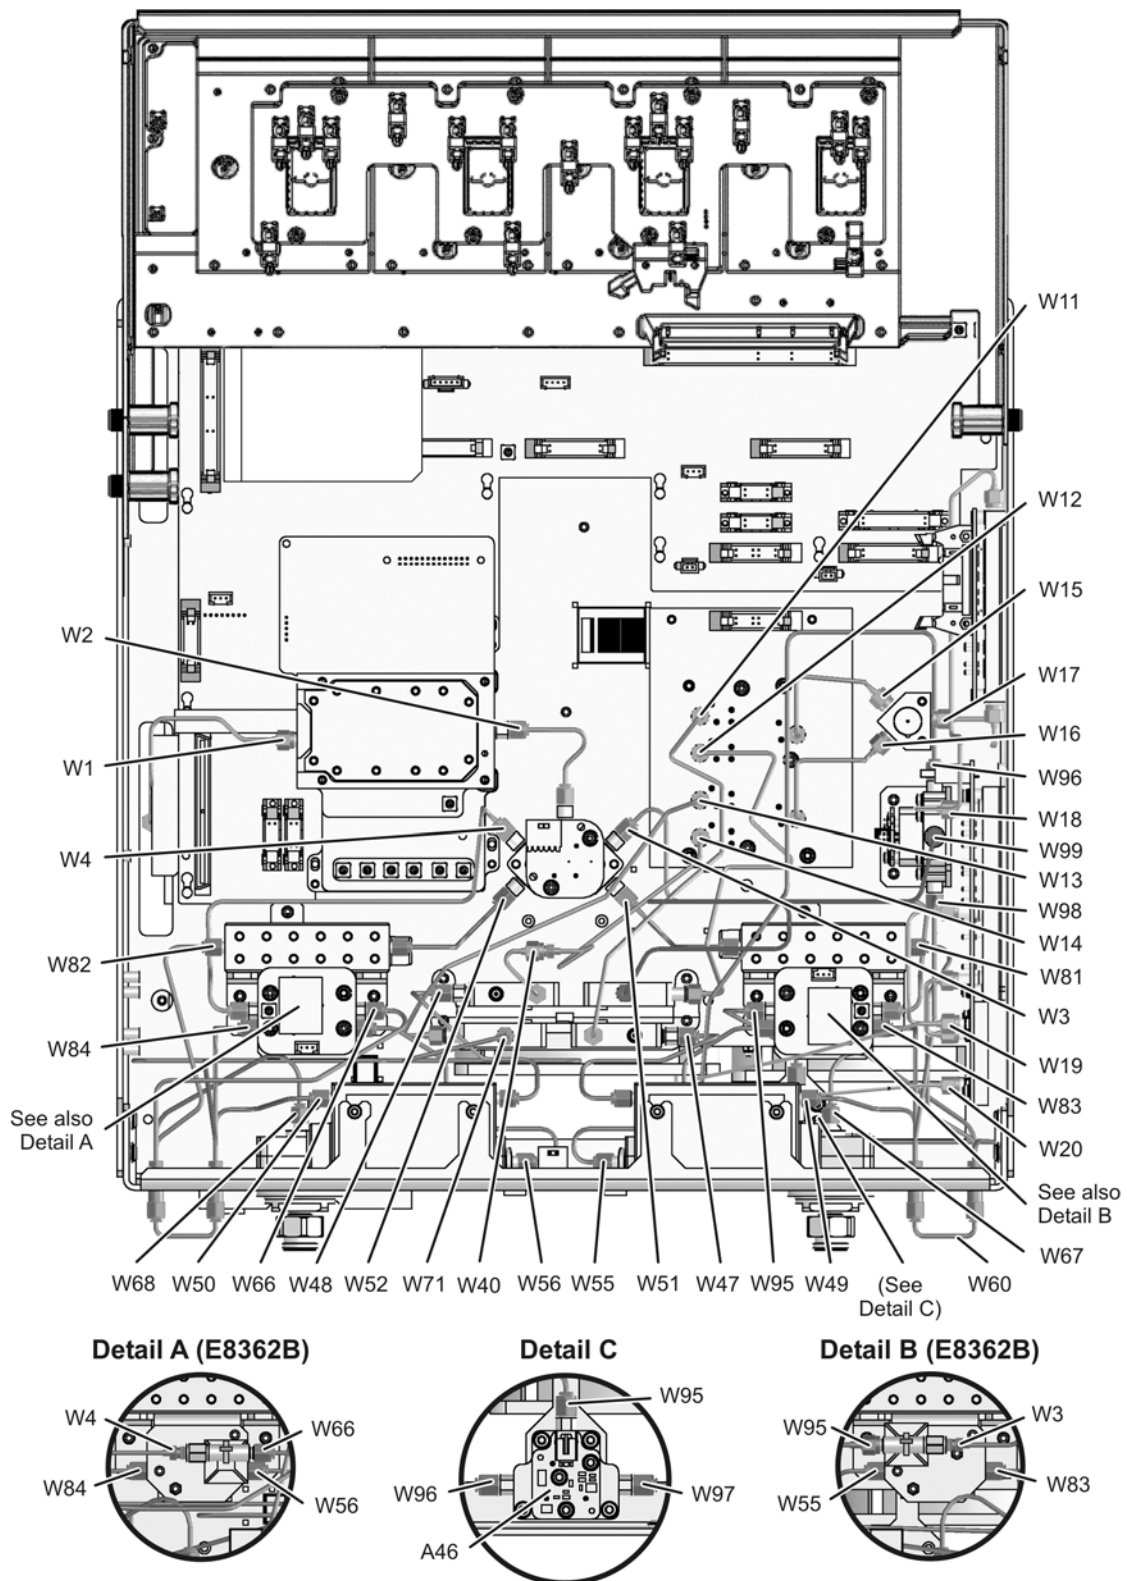 W11
W12
W15
W2
W17
W16
W1
W96
W18
W4
W99
W13
W98
W82
W14
W81
W84
W3
W19
See also
Detail A
W83
W20
See also
Detail B
W67
W68 W50 W66 W48 W52 W71 W40 W56 W55 W51 W47 W95 W49 (See
Detail C)
W60
Detail A (E8362B)
W4
W66
W84
W56
Detail C
W95
W96
W97
A46
Detail B (E8362B)
W95
W3
W55
W83